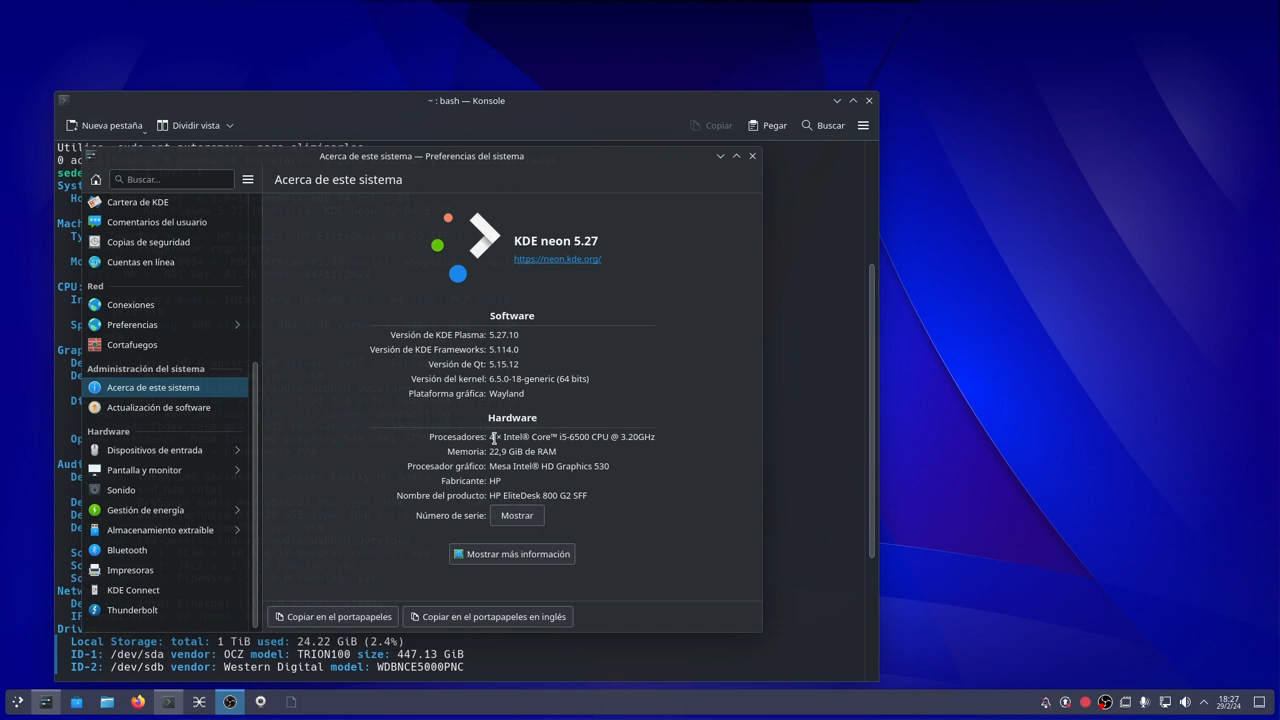 ~ : bash — Konsole
Nueva pestaña
Dividir vista
Copiar
Pegar
Buscar
Acerca de este sistema — Preferencias del sistema
Buscar...
Acerca de este sistema
Cartera de KDE
Comentarios del usuario
Copias de seguridad
Cuentas en línea
Red
Conexiones
Preferencias
Cortafuegos
Administración del sistema
Acerca de este sistema
Actualización de software
Hardware
Dispositivos de entrada
Pantalla y monitor
Sonido
Gestión de energía
Almacenamiento extraíble
Bluetooth
Impresoras
KDE Connect
Thunderbolt
KDE neon 5.27
https://neon.kde.org/
Software
Versión de KDE Plasma: 5.27.10
Versión de KDE Frameworks: 5.114.0
Versión de Qt: 5.15.12
Versión del kernel: 6.5.0-18-generic (64 bits)
Plataforma gráfica: Wayland
Hardware
Procesadores: 4× Intel® Core™ i5-6500 CPU @ 3.20GHz
Memoria: 22,9 GiB de RAM
Procesador gráfico: Mesa Intel® HD Graphics 530
Fabricante: HP
Nombre del producto: HP EliteDesk 800 G2 SFF
Número de serie: Mostrar
Mostrar más información
Copiar en el portapapeles
Copiar en el portapapeles en inglés
Local Storage: total: 1 TiB used: 24.22 GiB (2.4%)
ID-1: /dev/sda vendor: OCZ model: TRION100 size: 447.13 GiB
ID-2: /dev/sdb vendor: Western Digital model: WDBNCE5000PNC
18:27
29/2/24